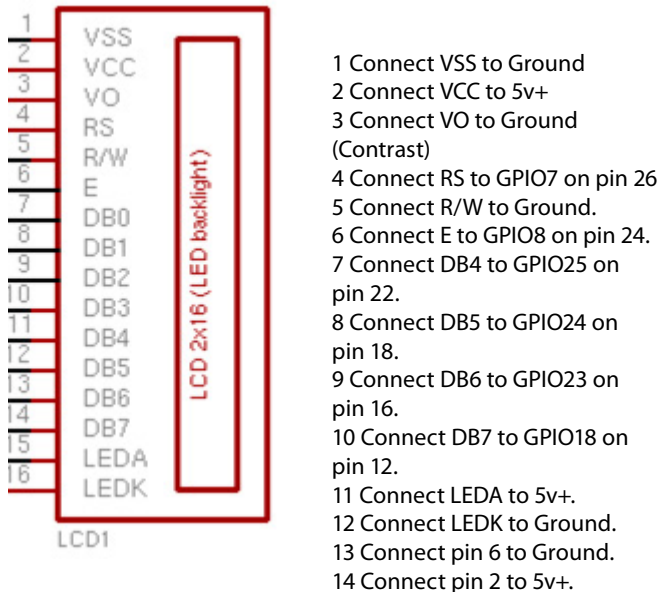 1 VSS
2 VCC
3 VO
4 RS
5 R/W
6 E
7 DB0
8 DB1
9 DB2
10 DB3
11 DB4
12 DB5
13 DB6
14 DB7
15 LEDA
16 LEDK
LCD 2x16 (LED backlight)
LCD1
1 Connect VSS to Ground
2 Connect VCC to 5v+
3 Connect VO to Ground
(Contrast)
4 Connect RS to GPIO7 on pin 26
5 Connect R/W to Ground.
6 Connect E to GPIO8 on pin 24.
7 Connect DB4 to GPIO25 on
pin 22.
8 Connect DB5 to GPIO24 on
pin 18.
9 Connect DB6 to GPIO23 on
pin 16.
10 Connect DB7 to GPIO18 on
pin 12.
11 Connect LEDA to 5v+.
12 Connect LEDK to Ground.
13 Connect pin 6 to Ground.
14 Connect pin 2 to 5v+.